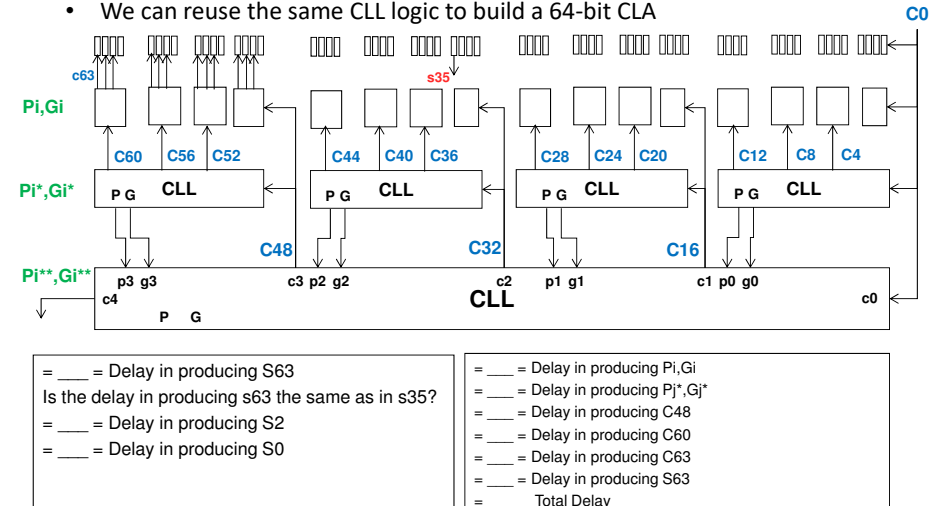 • We can reuse the same CLL logic to build a 64-bit CLA
C0
c63
s35
Pi,Gi
C60 C56 C52 C44 C40 C36 C28 C24 C20 C12 C8 C4
Pi*,Gi*
P G CLL P G CLL P G CLL P G CLL
C48 C32 C16
Pi**,Gi**
p3 g3 c3 p2 g2 c2 p1 g1 c1 p0 g0
c4 CLL c0
P G
= ___ = Delay in producing S63
Is the delay in producing s63 the same as in s35?
= ___ = Delay in producing S2
= ___ = Delay in producing S0
= ___ = Delay in producing Pi,Gi
= ___ = Delay in producing Pj*,Gj*
= ___ = Delay in producing C48
= ___ = Delay in producing C60
= ___ = Delay in producing C63
= ___ = Delay in producing S63
= Total Delay